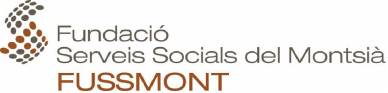 Fundació
Serveis Socials del Montsià
FUSSMONT